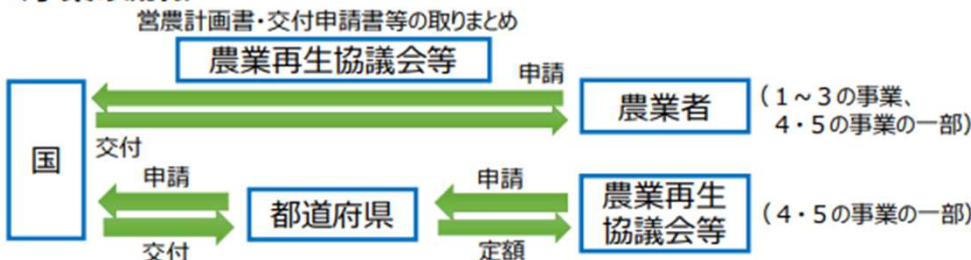 営農計画書・交付申請書等の取りまとめ
農業再生協議会等
申請
農業者
(1~3の事業、
4・5の事業の一部)
国
交付
申請
都道府県
交付
申請
定額
農業再生
協議会等
(4・5の事業の一部)